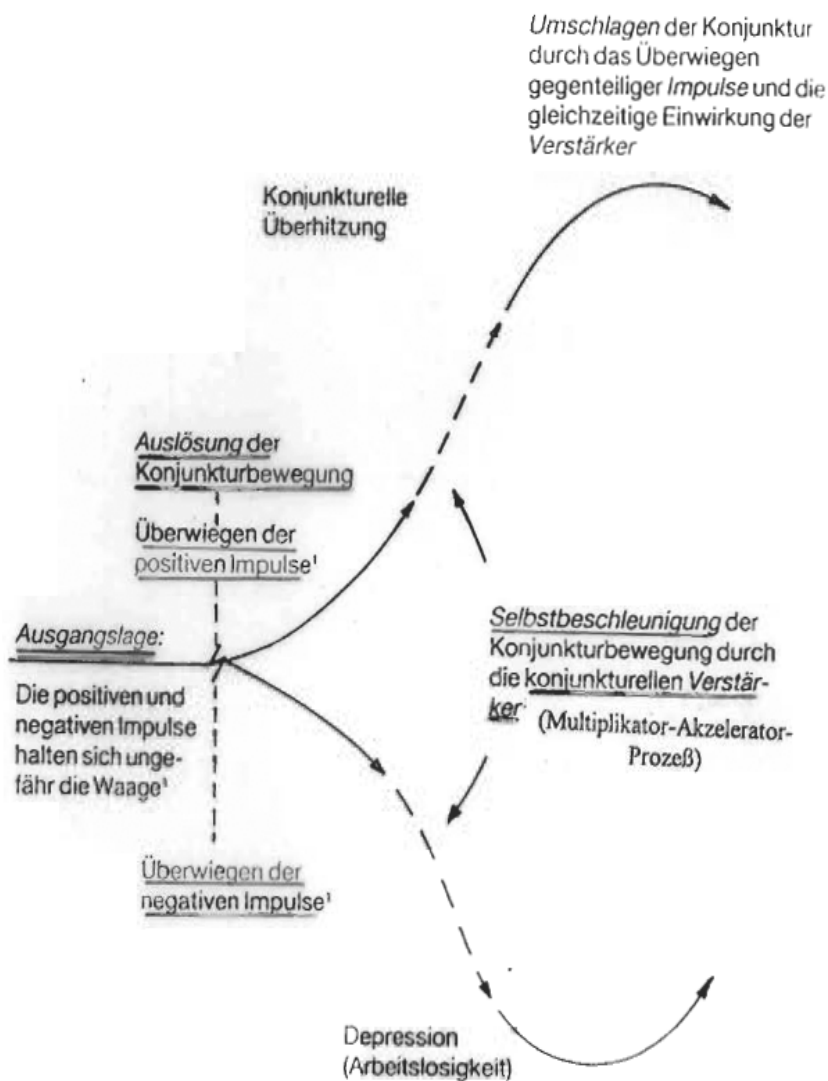 Umschlagen der Konjunktur
durch das Überwiegen
gegenteiliger Impulse und die
gleichzeitige Einwirkung der
Verstärker
Konjunkturelle
Überhitzung
Auslösung der
Konjunkturbewegung
Überwiegen der
positiven Impulse¹
Ausgangslage:
Die positiven und
negativen Impulse
halten sich unge-
fähr die Waage¹
Selbstbeschleunigung der
Konjunkturbewegung durch
die konjunkturellen Verstär-
ker
(Multiplikator-Akzelerator-
Prozeß)
Überwiegen der
negativen Impulse¹
Depression
(Arbeitslosigkeit)